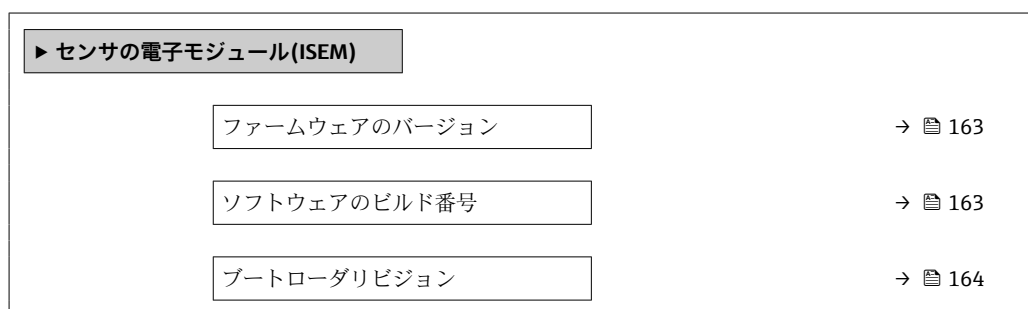 ▶ センサの電子モジュール(ISEM)
ファームウェアのバージョン → 🖹 163
ソフトウェアのビルド番号 → 🖹 163
ブートローダリビジョン → 🖹 164